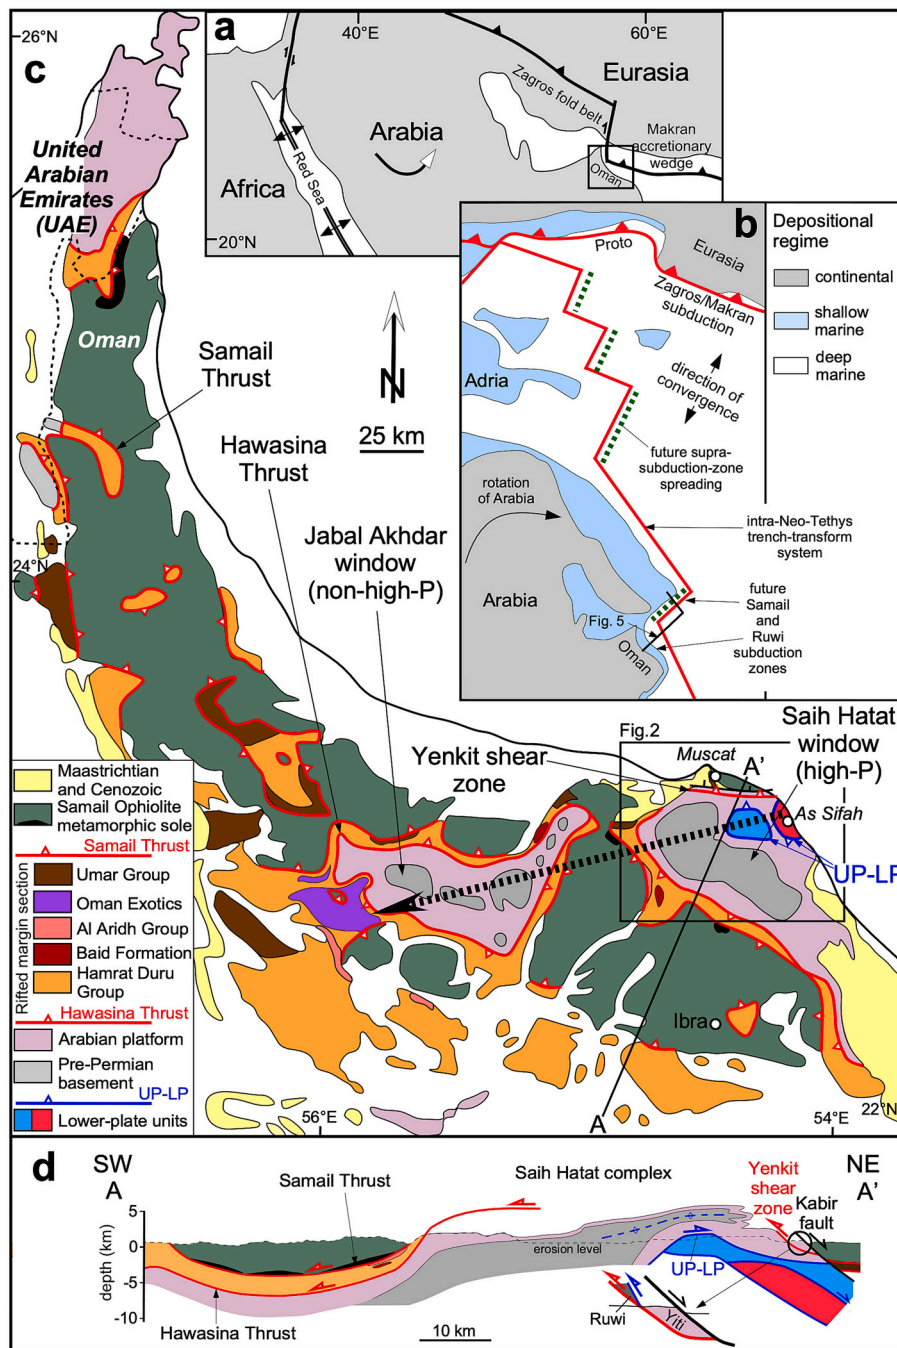 26°N
c
United
Arabian
Emirates
(UAE)
Oman
Samail
Thrust
Hawasina
Thrust
Jabal Akhdar
window
(non-high-P)
N
25 km
24°N
a
40°E
60°E
Eurasia
Zagros fold belt
Arabia
Makran
accretionary
wedge
Africa
Red Sea
Oman
20°N
b
Proto
Eurasia
Zagros/Makran
subduction
Adria
direction of
convergence
future supra-
subduction-zone
spreading
rotation
of Arabia
intra-Neo-Tethys
trench-transform
system
Arabia
Fig. 5
future
Samail
and
Ruwi
subduction
zones
Oman
Depositional
regime
continental
shallow
marine
deep
marine
Saih Hatat
window
(high-P)
Fig.2
Muscat
A'
Yenkit shear
zone
As Sifah
UP-LP
Ibra
A
56°E
54°E
22°N
Maastrichtian
and Cenozoic
Samail Ophiolite
metamorphic sole
Samail Thrust
Rifted margin section
Umar Group
Oman Exotics
Al Aridh Group
Baid Formation
Hamrat Duru
Group
Hawasina Thrust
Arabian platform
Pre-Permian
basement
UP-LP
Lower-plate units
d
SW
A
Samail Thrust
Saih Hatat complex
Yenkit
shear
zone
NE
A'
Kabir
fault
depth (km)
5
0
-5
-10
erosion level
UP-LP
Ruwi
Yiti
Hawasina Thrust
10 km